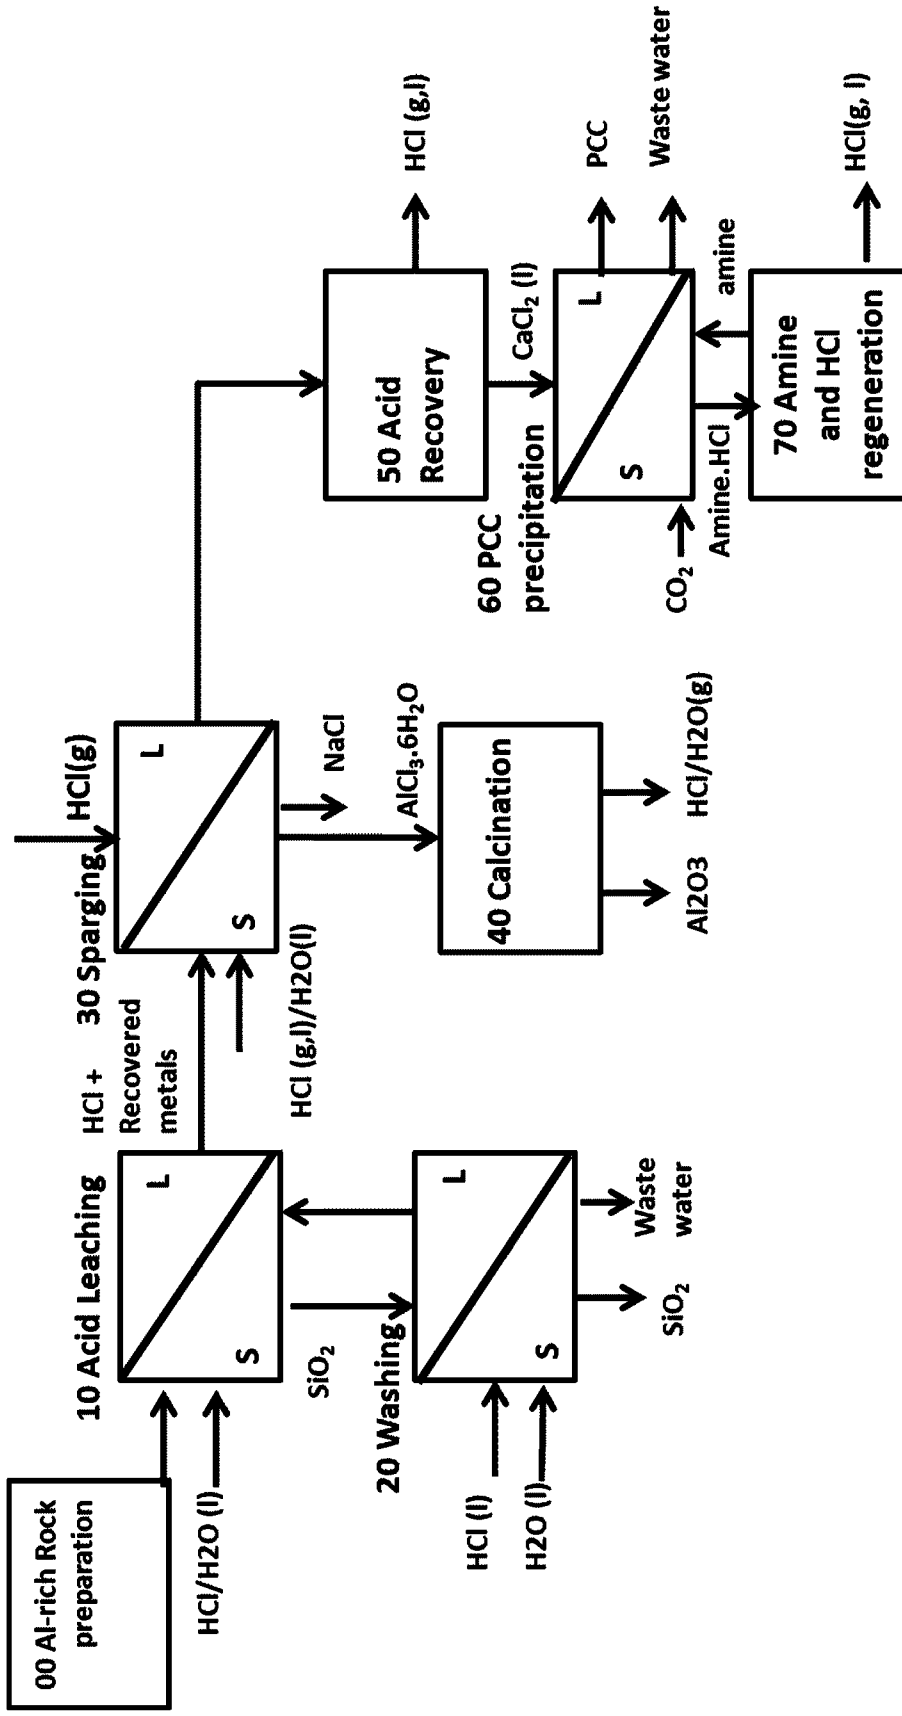 00 Al-rich Rock
preparation
HCl/H2O (l)
10 Acid Leaching
L
S
SiO₂
20 Washing
HCl (l)
H2O (l)
L
S
SiO₂
Waste
water
HCl +
Recovered
metals
30 Sparging
HCl(g)
L
S
HCl (g,l)/H2O(l)
NaCl
AlCl₃.6H₂O
40 Calcination
Al2O3
HCl/H2O(g)
50 Acid
Recovery
HCl (g,l)
CaCl₂ (l)
60 PCC
precipitation
L
S
PCC
Waste water
CO₂
Amine.HCl
amine
70 Amine
and HCl
regeneration
HCl(g, l)